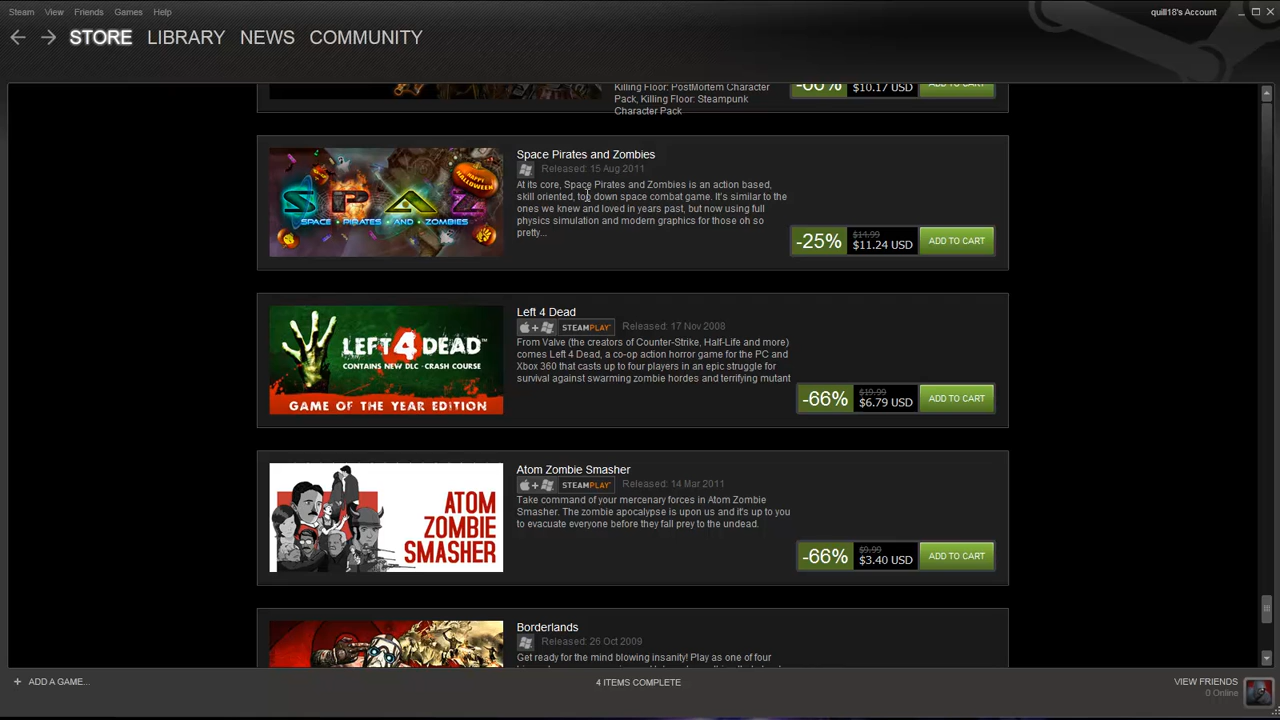 Steam View Friends Games Help quill18's Account
STORE LIBRARY NEWS COMMUNITY
Killing Floor: PostMortem Character
Pack, Killing Floor: Steampunk
Character Pack
-60% $10.17 USD ADD TO CART
SPAZ
SPACE • PIRATES • AND • ZOMBIES
HAPPY HALLOWEEN
Space Pirates and Zombies
Released: 15 Aug 2011
At its core, Space Pirates and Zombies is an action based,
skill oriented, top down space combat game. It's similar to the
ones we knew and loved in years past, but now using full
physics simulation and modern graphics for those oh so
pretty...
-25% $14.99 $11.24 USD ADD TO CART
LEFT 4 DEAD™
CONTAINS NEW DLC - CRASH COURSE
GAME OF THE YEAR EDITION
Left 4 Dead
+ STEAMPLAY™ Released: 17 Nov 2008
From Valve (the creators of Counter-Strike, Half-Life and more)
comes Left 4 Dead, a co-op action horror game for the PC and
Xbox 360 that casts up to four players in an epic struggle for
survival against swarming zombie hordes and terrifying mutant
-66% $19.99 $6.79 USD ADD TO CART
ATOM
ZOMBIE
SMASHER
Atom Zombie Smasher
+ STEAMPLAY™ Released: 14 Mar 2011
Take command of your mercenary forces in Atom Zombie
Smasher. The zombie apocalypse is upon us and it's up to you
to evacuate everyone before they fall prey to the undead.
-66% $9.99 $3.40 USD ADD TO CART
Borderlands
Released: 26 Oct 2009
Get ready for the mind blowing insanity! Play as one of four
+ ADD A GAME... 4 ITEMS COMPLETE VIEW FRIENDS
0 Online